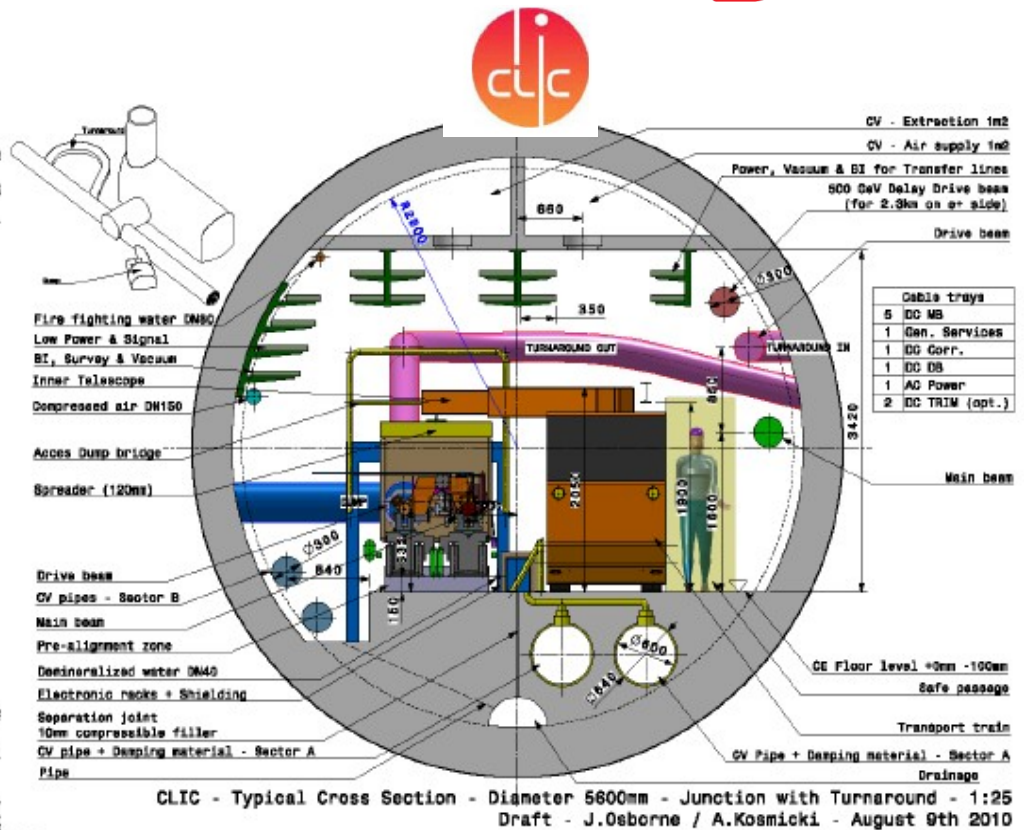 clic
CV - Extraction 1m2
CV - Air supply 1m2
Power, Vacuum & BI for Transfer lines
500 GeV Delay Drive beam
(for 2.3km on e+ side)
Drive beam
Turnaround
Dump
Fire fighting water DN80
Low Power & Signal
BI, Survey & Vacuum
Inner Telescope
Compressed air DN150
Acces Dump bridge
Spreader (120mm)
Drive beam
CV pipes - Sector B
Main beam
Pre-alignment zone
Demineralized water DN40
Electronic racks + Shielding
Separation joint
10mm compressible filler
CV pipe + Damping material - Sector A
Pipe
R2800
660
Ø300
350
TURNAROUND OUT
TURNAROUND IN
3420
2050
1900
1600
Ø300
640
150
Ø600
Cable trays
5 DC MB
1 Gen. Services
1 DC Corr.
1 DC DB
1 AC Power
2 DC TRIM (opt.)
Main beam
CE Floor level +0mm -100mm
Safe passage
Transport train
CV Pipe + Damping material - Sector A
Drainage
CLIC - Typical Cross Section - Diameter 5600mm - Junction with Turnaround - 1:25
Draft - J.Osborne / A.Kosmicki - August 9th 2010